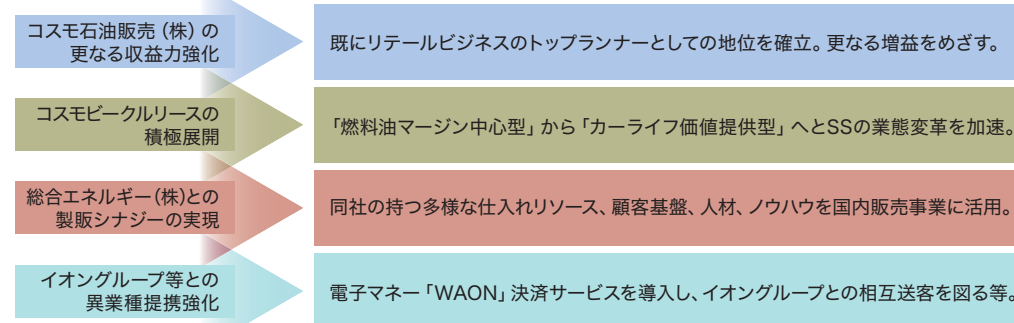 コスモ石油販売（株）の
更なる収益力強化
既にリテールビジネスのトップランナーとしての地位を確立。更なる増益をめざす。
コスモビークルリースの
積極展開
「燃料油マージン中心型」から「カーライフ価値提供型」へとSSの業態変革を加速。
総合エネルギー（株）との
製販シナジーの実現
同社の持つ多様な仕入れリソース、顧客基盤、人材、ノウハウを国内販売事業に活用。
イオングループ等との
異業種提携強化
電子マネー「WAON」決済サービスを導入し、イオングループとの相互送客を図る等。